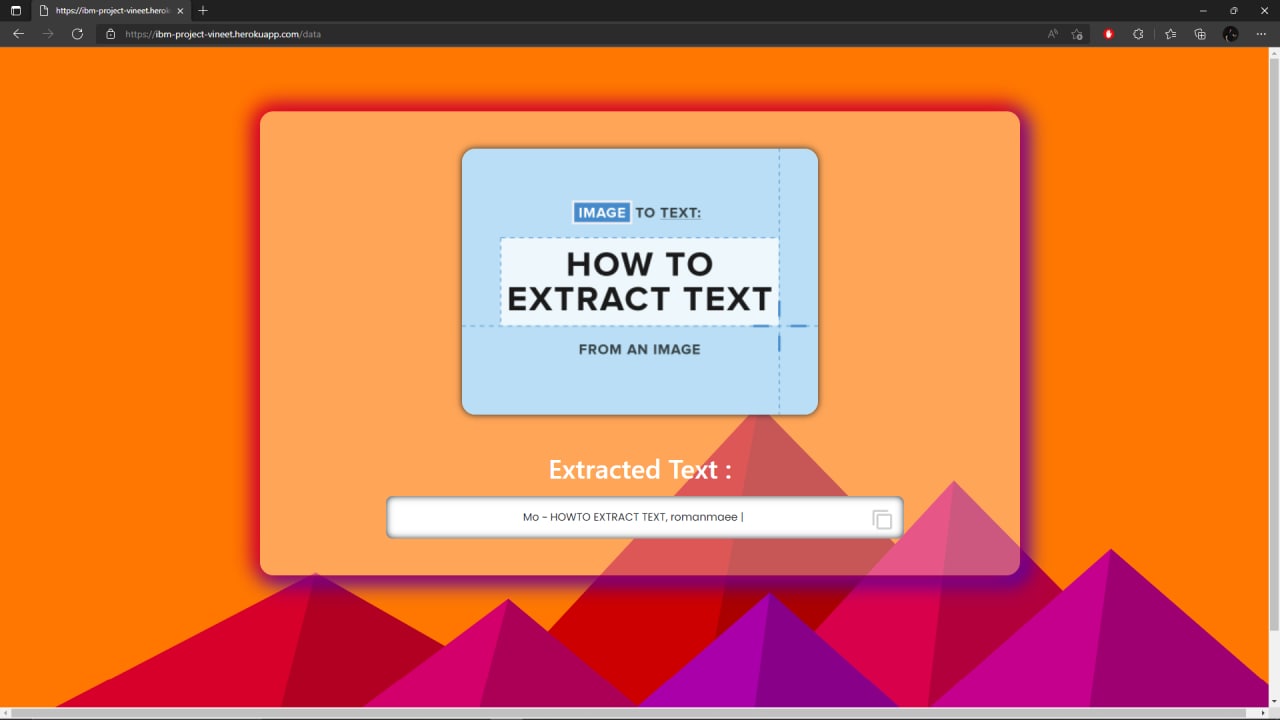 https://ibm-project-vineet.herok
https://ibm-project-vineet.herokuapp.com/data
IMAGE TO TEXT:
HOW TO
EXTRACT TEXT
FROM AN IMAGE
Extracted Text :
Mo - HOWTO EXTRACT TEXT, romanmaee |